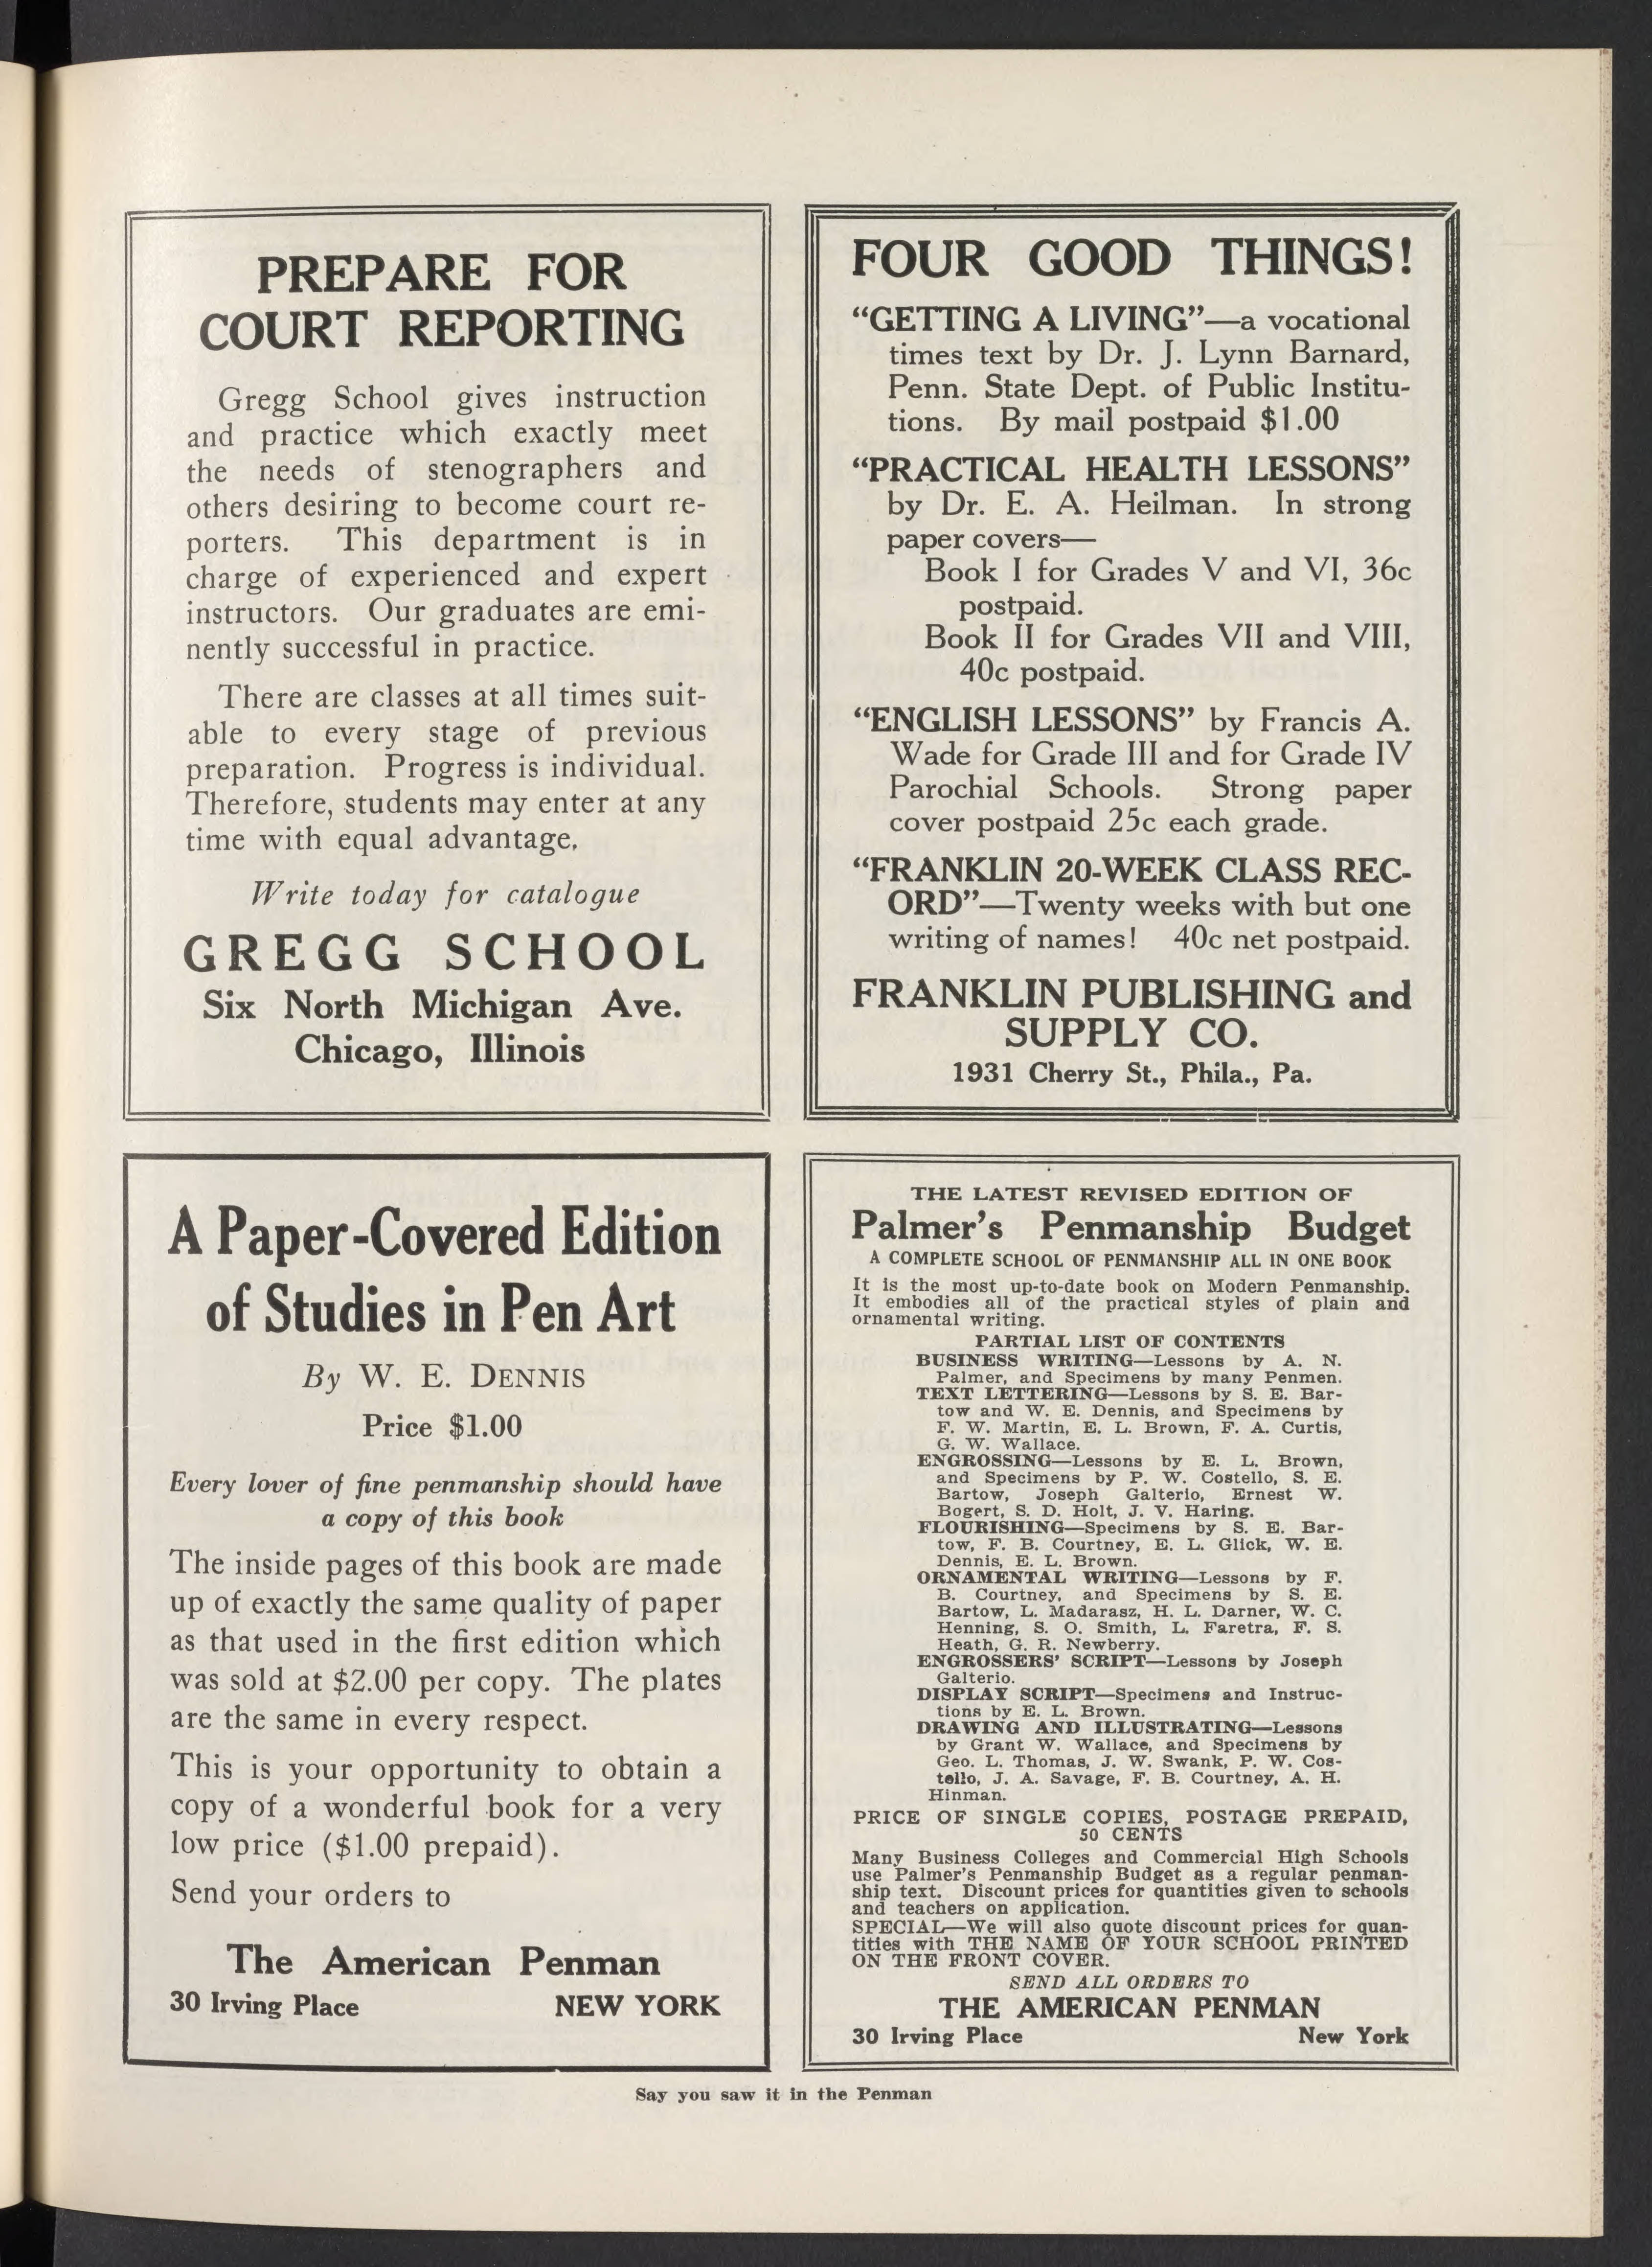 PREPARE FOR
COURT REPORTING
Gregg School gives instruction
and practice which exactly meet
the needs of stenographers and
others desiring to become court re-
porters. This department is in
charge of experienced and expert
instructors. Our graduates are emi-
nently successful in practice.
There are classes at all times suit-
able to every stage of previous
preparation. Progress is individual.
Therefore, students may enter at any
time with equal advantage.
Write today for catalogue
GREGG SCHOOL
Six North Michigan Ave.
Chicago, Illinois
FOUR GOOD THINGS!
“GETTING A LIVING”—a vocational
times text by Dr. J. Lynn Barnard,
Penn. State Dept. of Public Institu-
tions. By mail postpaid $1.00
“PRACTICAL HEALTH LESSONS”
by Dr. E. A. Heilman. In strong
paper covers—
Book I for Grades V and VI, 36c
postpaid.
Book II for Grades VII and VIII,
40c postpaid.
“ENGLISH LESSONS” by Francis A.
Wade for Grade III and for Grade IV
Parochial Schools. Strong paper
cover postpaid 25c each grade.
“FRANKLIN 20-WEEK CLASS REC-
ORD”—Twenty weeks with but one
writing of names! 40c net postpaid.
FRANKLIN PUBLISHING and
SUPPLY CO.
1931 Cherry St., Phila., Pa.
A Paper-Covered Edition
of Studies in Pen Art
By W. E. DENNIS
Price $1.00
Every lover of fine penmanship should have
a copy of this book
The inside pages of this book are made
up of exactly the same quality of paper
as that used in the first edition which
was sold at $2.00 per copy. The plates
are the same in every respect.
This is your opportunity to obtain a
copy of a wonderful book for a very
low price ($1.00 prepaid).
Send your orders to
The American Penman
30 Irving Place NEW YORK
THE LATEST REVISED EDITION OF
Palmer's Penmanship Budget
A COMPLETE SCHOOL OF PENMANSHIP ALL IN ONE BOOK
It is the most up-to-date book on Modern Penmanship.
It embodies all of the practical styles of plain and
ornamental writing.
PARTIAL LIST OF CONTENTS
BUSINESS WRITING—Lessons by A. N.
Palmer, and Specimens by many Penmen.
TEXT LETTERING—Lessons by S. E. Bar-
tow and W. E. Dennis, and Specimens by
F. W. Martin, E. L. Brown, F. A. Curtis,
G. W. Wallace.
ENGROSSING—Lessons by E. L. Brown,
and Specimens by P. W. Costello, S. E.
Bartow, Joseph Galterio, Ernest W.
Bogert, S. D. Holt, J. V. Haring.
FLOURISHING—Specimens by S. E. Bar-
tow, F. B. Courtney, E. L. Glick, W. E.
Dennis, E. L. Brown.
ORNAMENTAL WRITING—Lessons by F.
B. Courtney, and Specimens by S. E.
Bartow, L. Madarasz, H. L. Darner, W. C.
Henning, S. O. Smith, L. Faretra, F. S.
Heath, G. R. Newberry.
ENGROSSERS' SCRIPT—Lessons by Joseph
Galterio.
DISPLAY SCRIPT—Specimens and Instruc-
tions by E. L. Brown.
DRAWING AND ILLUSTRATING—Lessons
by Grant W. Wallace, and Specimens by
Geo. L. Thomas, J. W. Swank, P. W. Cos-
tello, J. A. Savage, F. B. Courtney, A. H.
Hinman.
PRICE OF SINGLE COPIES, POSTAGE PREPAID,
50 CENTS
Many Business Colleges and Commercial High Schools
use Palmer's Penmanship Budget as a regular penman-
ship text. Discount prices for quantities given to schools
and teachers on application.
SPECIAL—We will also quote discount prices for quan-
tities with THE NAME OF YOUR SCHOOL PRINTED
ON THE FRONT COVER.
SEND ALL ORDERS TO
THE AMERICAN PENMAN
30 Irving Place New York
Say you saw it in the Penman